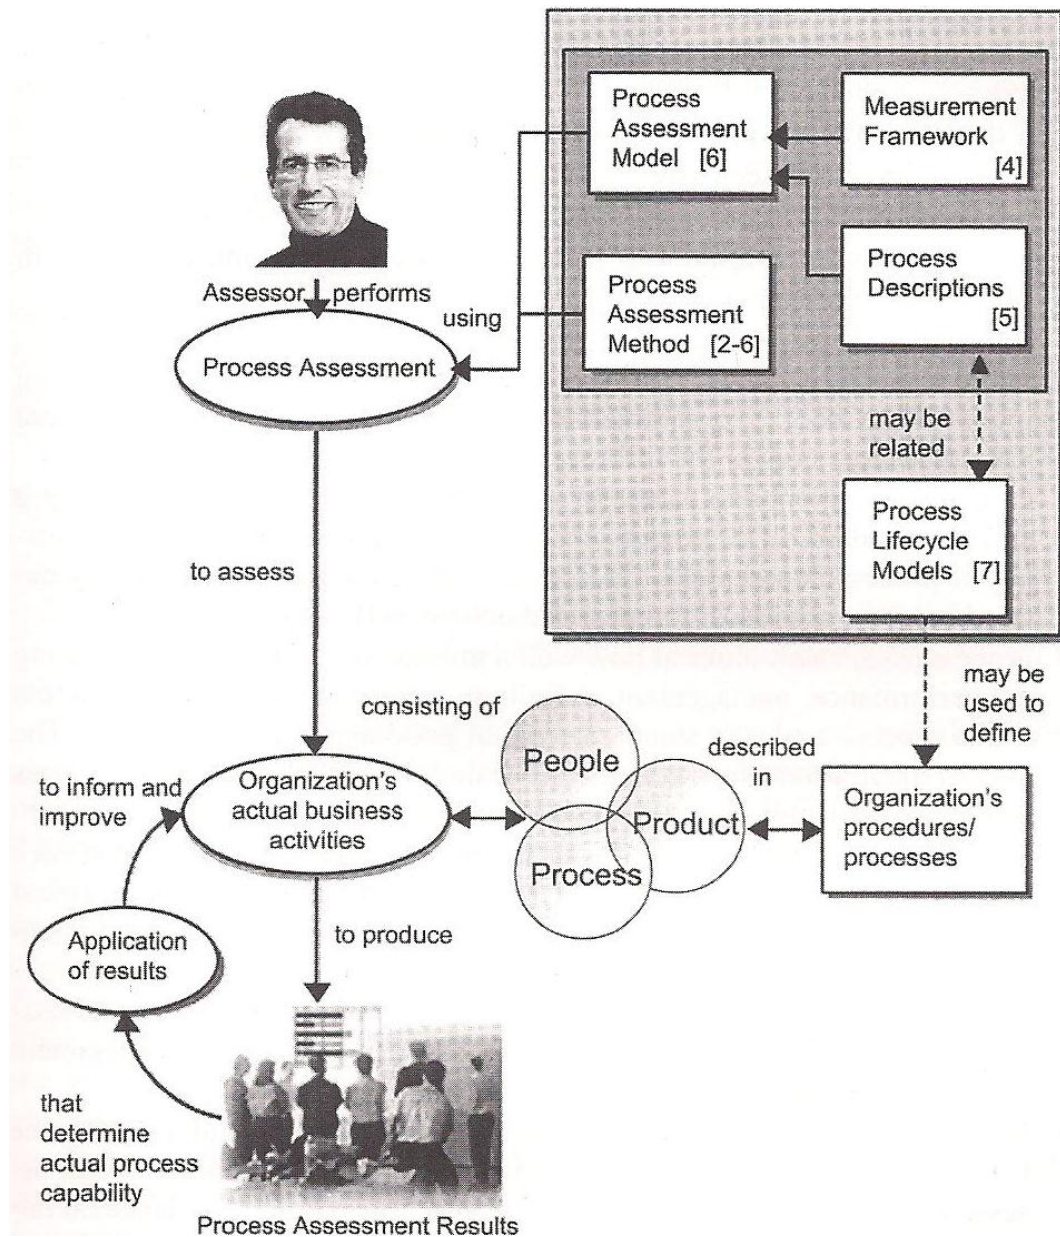 Process
Assessment
Model [6]
Measurement
Framework
[4]
Assessor performs
using
Process
Assessment
Method [2-6]
Process
Descriptions
[5]
Process Assessment
may be
related
Process
Lifecycle
Models [7]
to assess
may be
used to
define
consisting of
People
Product
Process
described
in
Organization's
procedures/
processes
to inform and
improve
Organization's
actual business
activities
Application
of results
to produce
that
determine
actual process
capability
Process Assessment Results